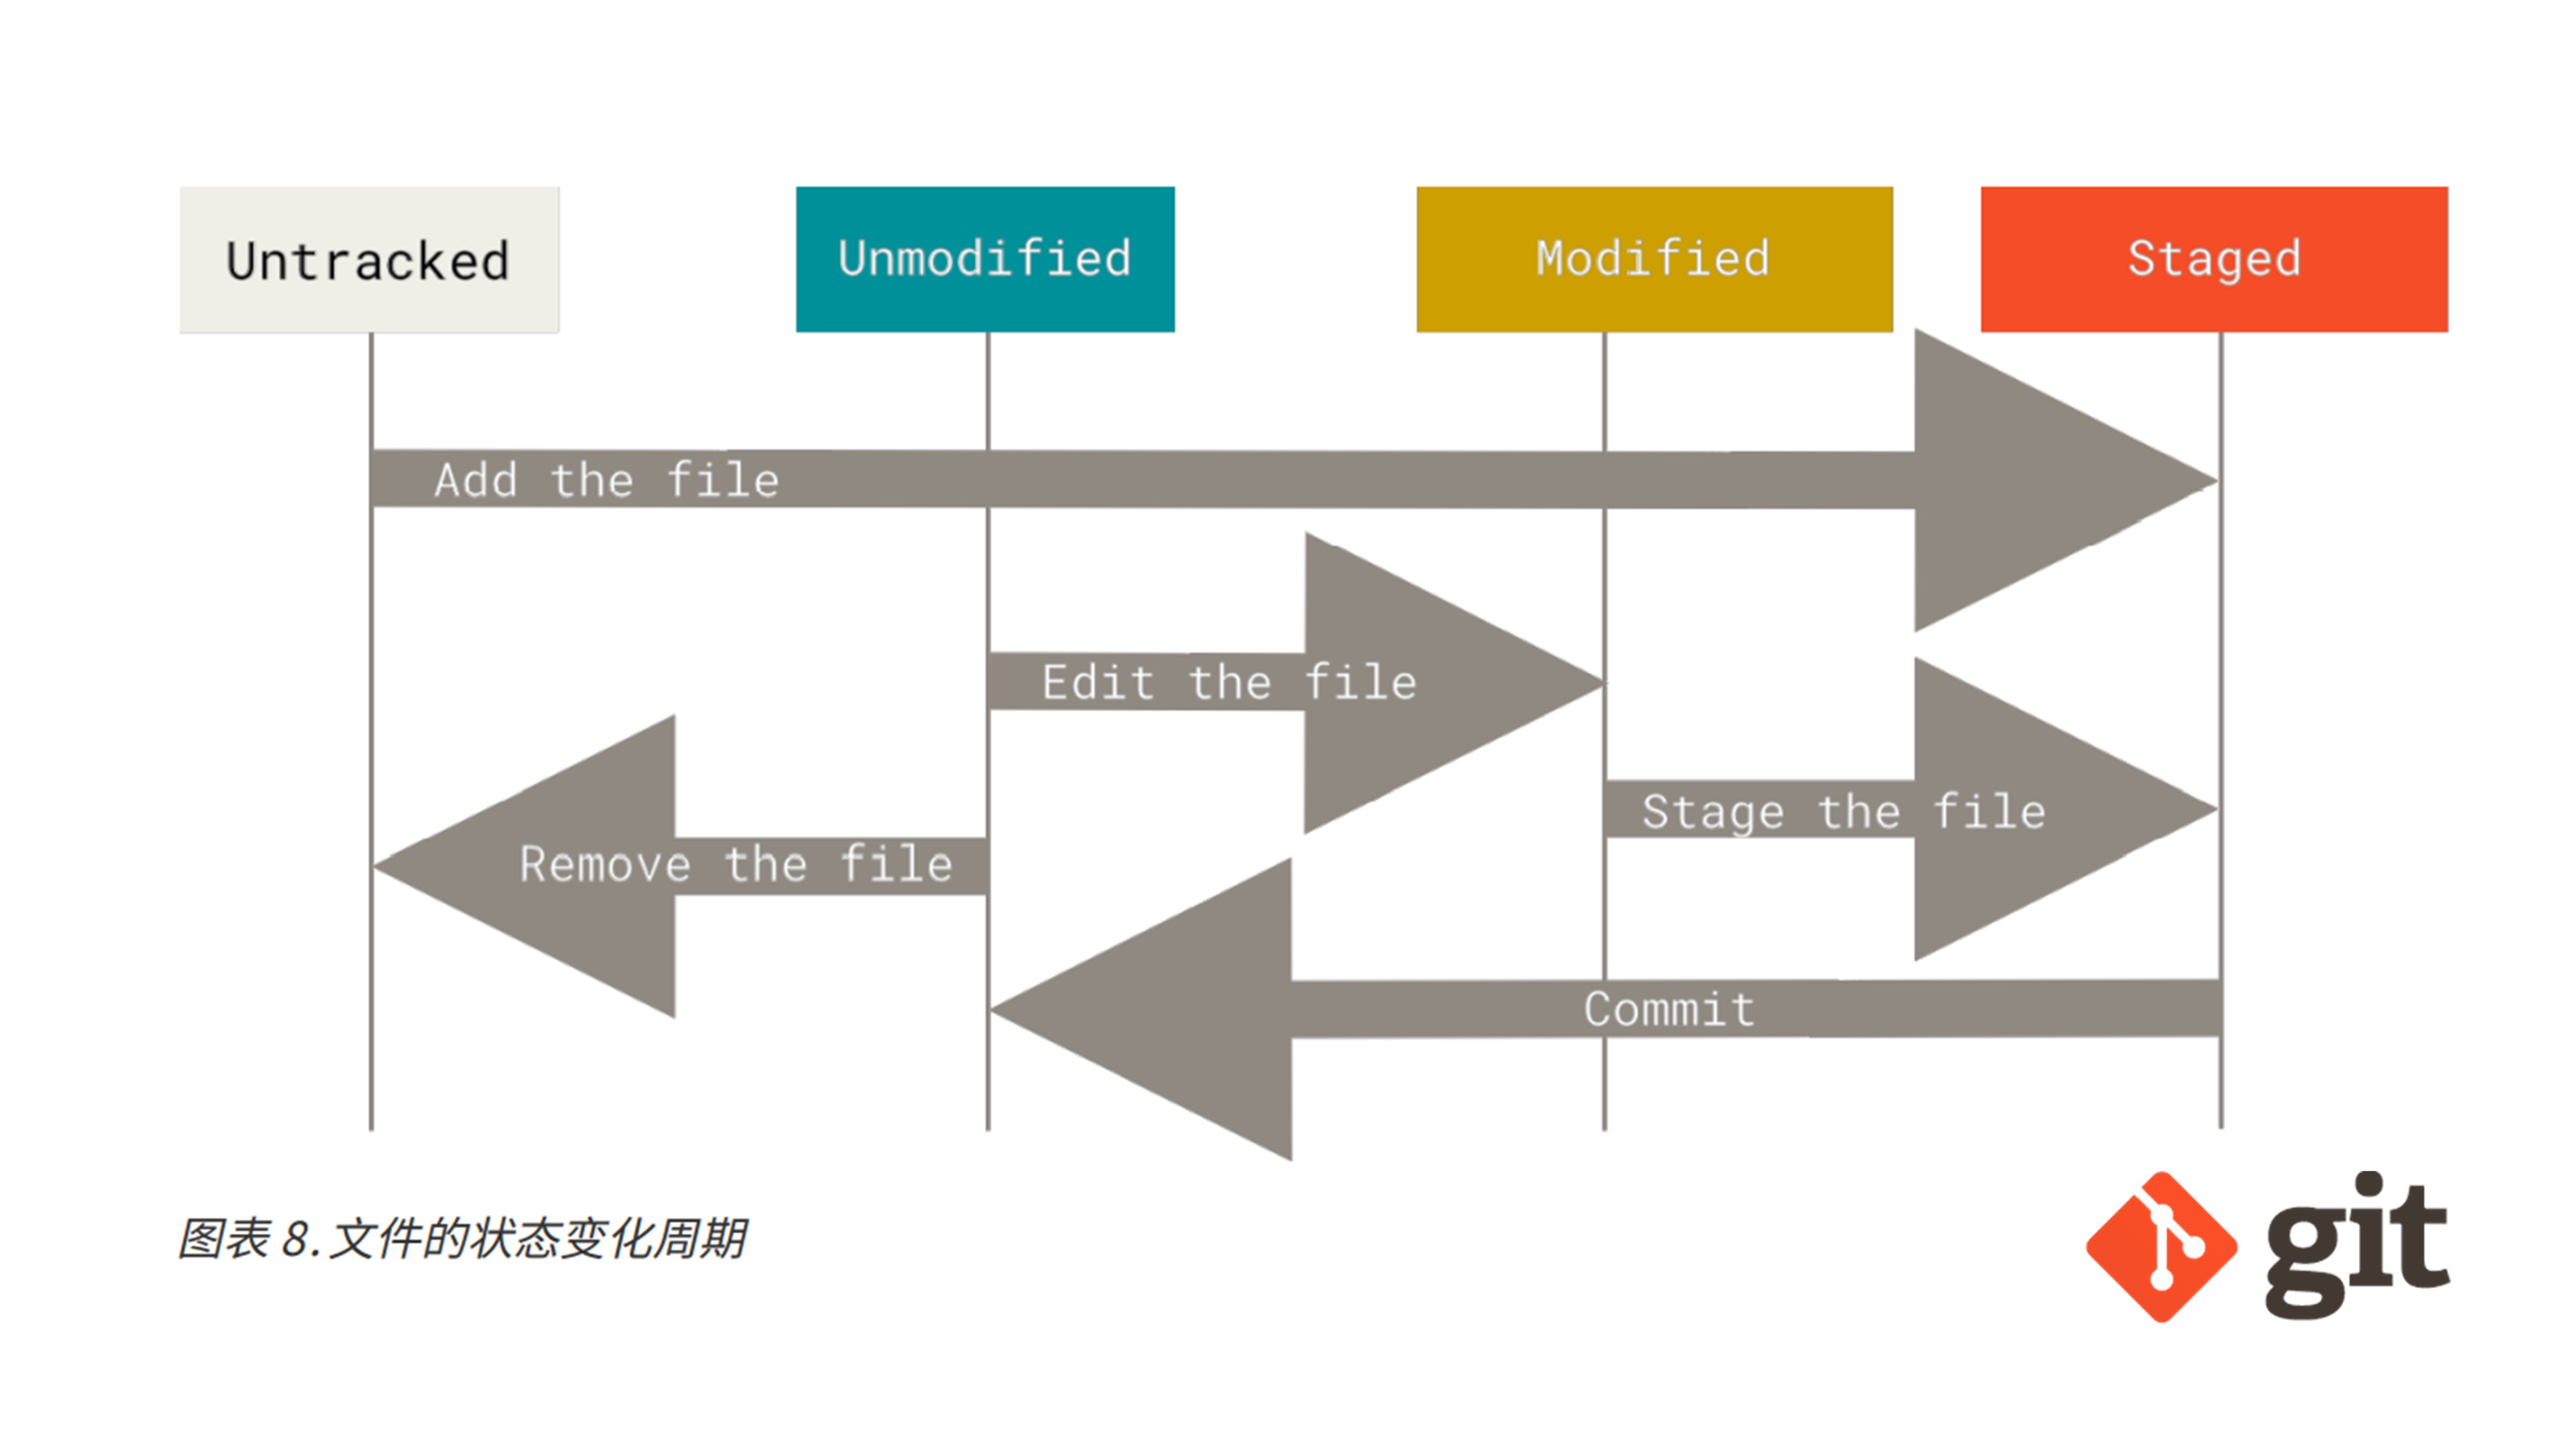 Untracked
Unmodified
Modified
Staged
Add the file
Edit the file
Stage the file
Remove the file
Commit
图表 8. 文件的状态变化周期
git